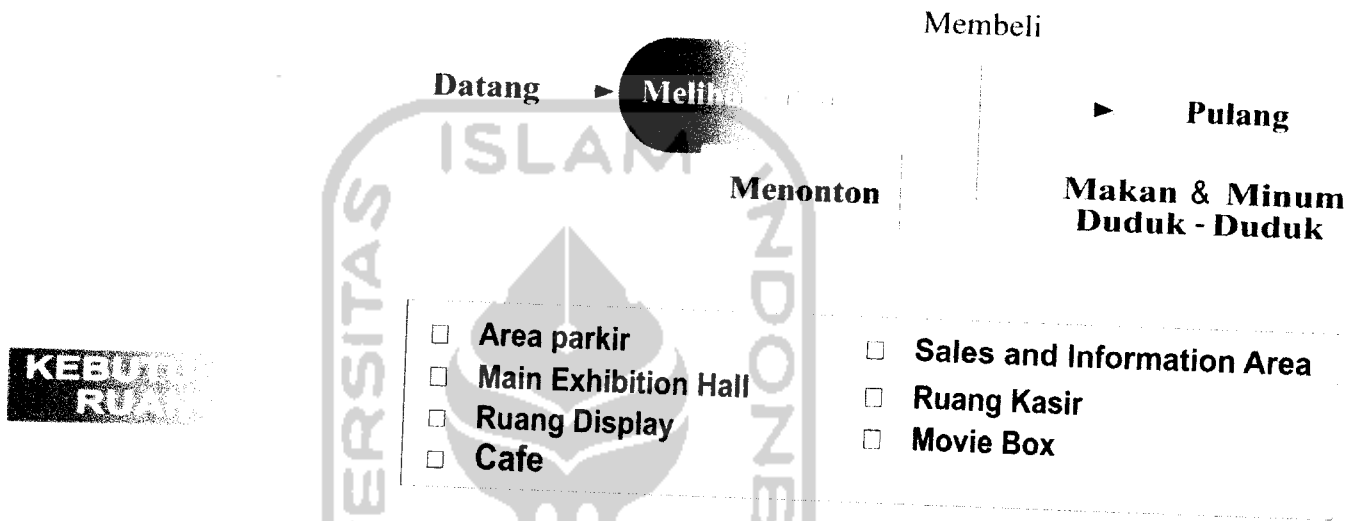 Membeli
Datang
Pulang
Menonton
Makan & Minum
Duduk - Duduk
ISLAM
Area parkir
Main Exhibition Hall
Ruang Display
Cafe
Sales and Information Area
Ruang Kasir
Movie Box